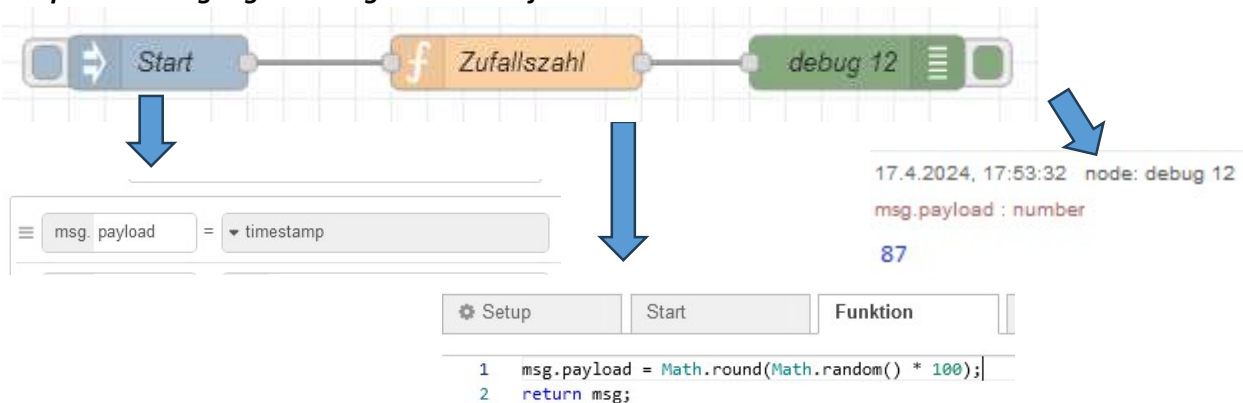 Start Zufallszahl debug 12
17.4.2024, 17:53:32 node: debug 12
msg.payload : number
87
msg. payload = timestamp
Setup Start Funktion
1 msg.payload = Math.round(Math.random() * 100);
2 return msg;